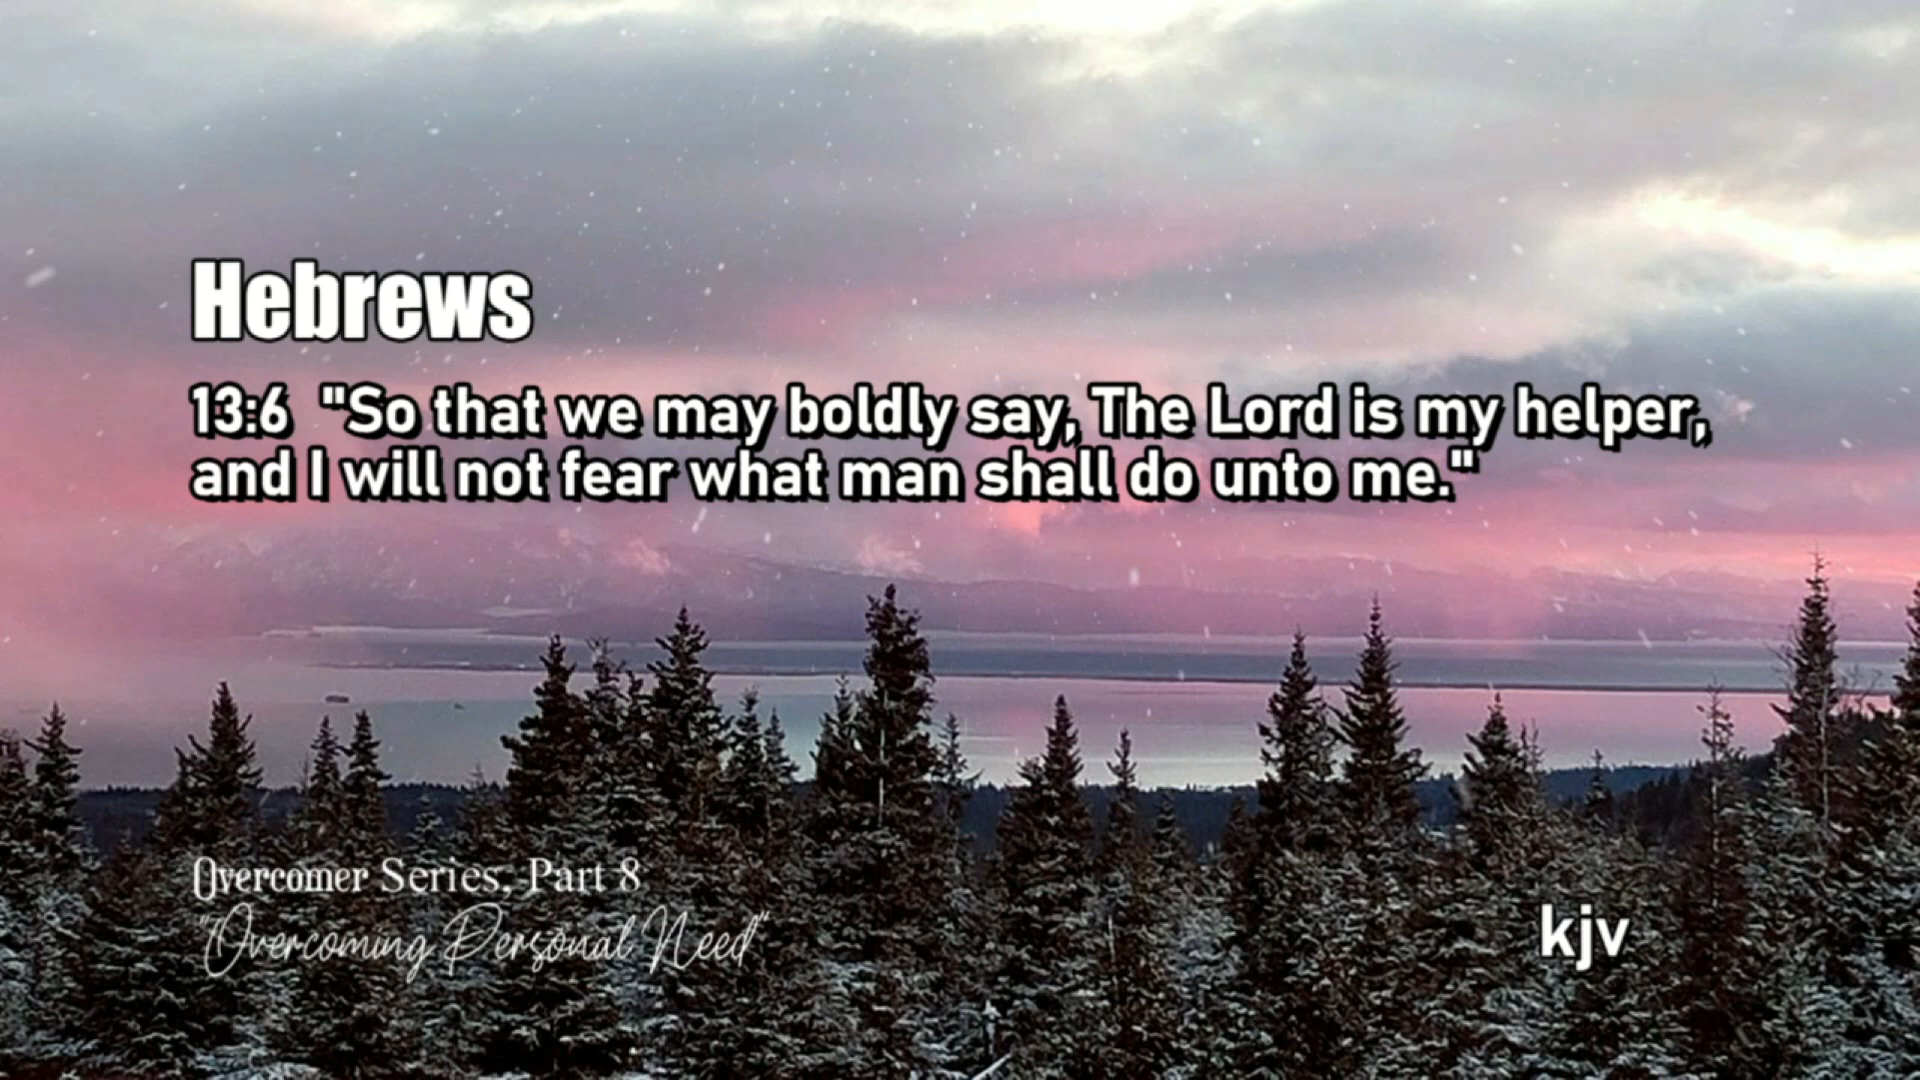 Hebrews
13:6  "So that we may boldly say, The Lord is my helper,
and I will not fear what man shall do unto me."
Overcomer Series, Part 8
"Overcoming Personal Need"
kjv